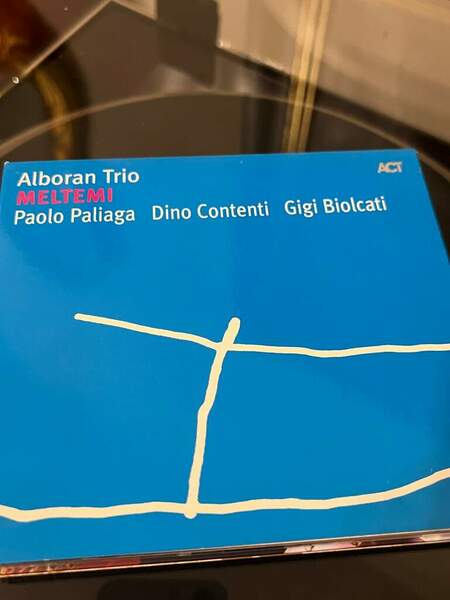 Alboran Trio
ACT
MELTEMI
Paolo Paliaga Dino Contenti Gigi Biolcati